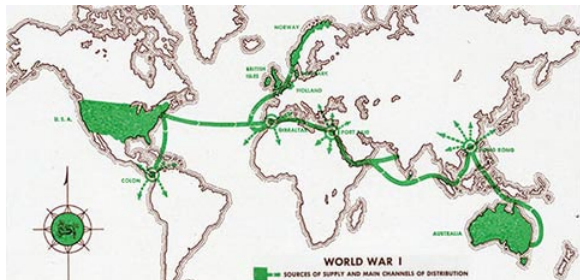 NORWAY
BRITISH
ISLES
HOLLAND
U.S.A.
GIBRALTAR
PORT SAID
HONG KONG
COLON
AUSTRALIA
WORLD WAR I
SOURCES OF SUPPLY AND MAIN CHANNELS OF DISTRIBUTION